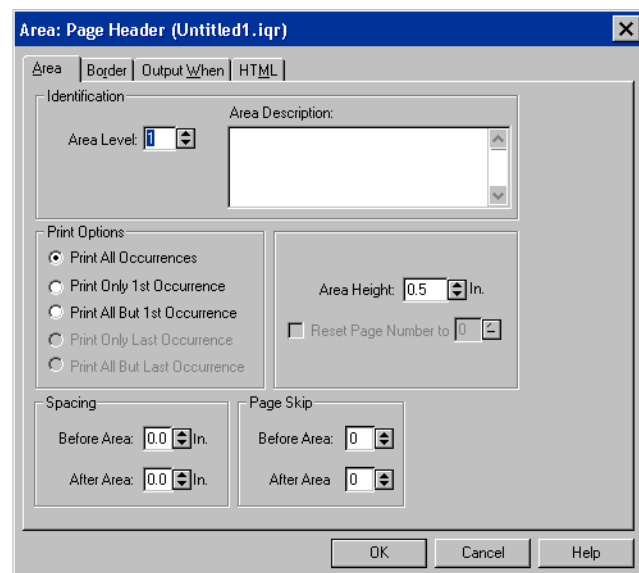 Area: Page Header (Untitled1.iqr)
Area Border Output When HTML
Identification
Area Description:
Area Level: 1
Print Options
Print All Occurrences
Print Only 1st Occurrence
Print All But 1st Occurrence
Print Only Last Occurrence
Print All But Last Occurrence
Area Height: 0.5 In.
Reset Page Number to 0
Spacing
Before Area: 0.0 In.
After Area: 0.0 In.
Page Skip
Before Area: 0
After Area 0
OK Cancel Help